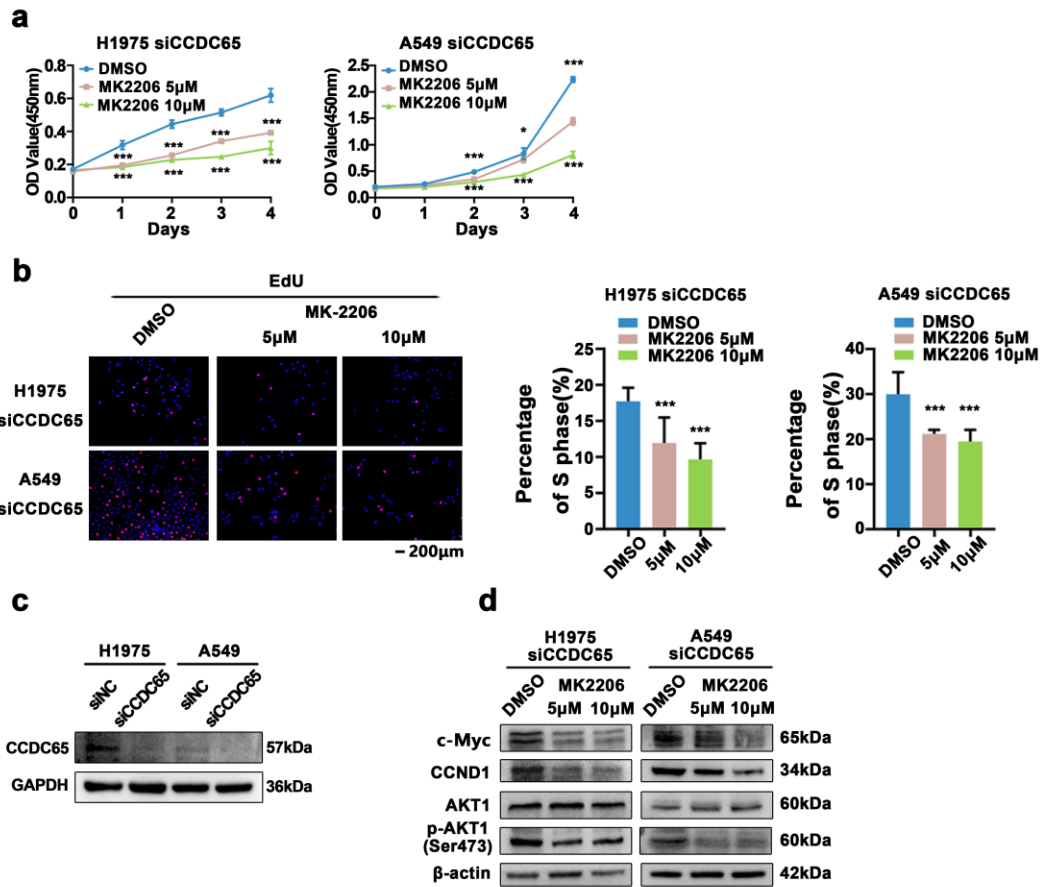 a
H1975 siCCDC65
DMSO
MK2206 5μM
MK2206 10μM
OD Value(450nm)
0.8
0.6
0.4
0.2
0.0
*** *** *** ***
*** *** *** ***
0 1 2 3 4
Days
A549 siCCDC65
DMSO
MK2206 5μM
MK2206 10μM
OD Value(450nm)
2.5
2.0
1.5
1.0
0.5
0.0
*** * ***
*** *** ***
0 1 2 3 4
Days
b
EdU
DMSO
MK-2206
5μM 10μM
H1975
siCCDC65
A549
siCCDC65
200μm
H1975 siCCDC65
DMSO
MK2206 5μM
MK2206 10μM
Percentage
of S phase(%)
25
20
15
10
5
0
*** ***
DMSO 5μM 10μM
A549 siCCDC65
DMSO
MK2206 5μM
MK2206 10μM
Percentage
of S phase(%)
40
30
20
10
0
*** ***
DMSO 5μM 10μM
c
H1975 A549
siNC siCCDC65 siNC siCCDC65
CCDC65 57kDa
GAPDH 36kDa
d
H1975
siCCDC65
A549
siCCDC65
DMSO MK2206 DMSO MK2206
5μM 10μM 5μM 10μM
c-Myc 65kDa
CCND1 34kDa
AKT1 60kDa
p-AKT1
(Ser473) 60kDa
β-actin 42kDa